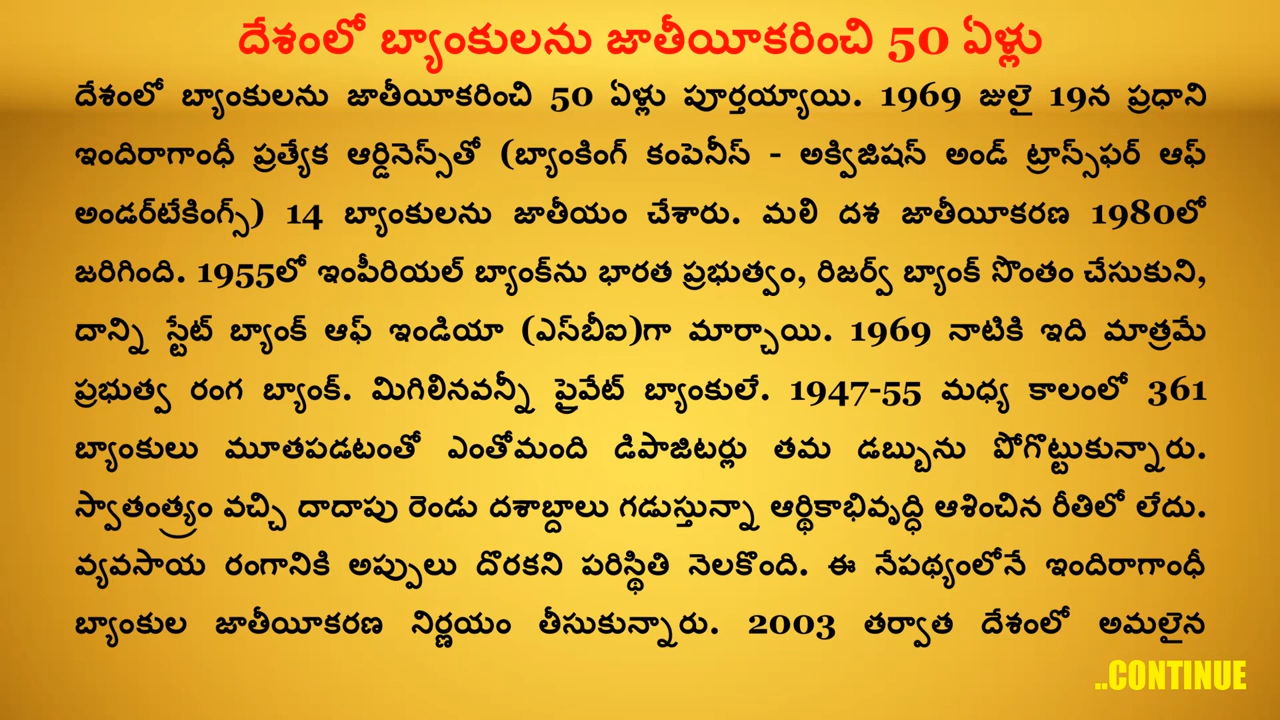 దేశంలో బ్యాంకులను జాతీయీకరించి 50 ఏళ్లు
దేశంలో బ్యాంకులను జాతీయీకరించి 50 ఏళ్లు పూర్తయ్యాయి. 1969 జులై 19న ప్రధాని
ఇందిరాగాంధీ ప్రత్యేక ఆర్డినెన్స్‌తో (బ్యాంకింగ్ కంపెనీస్ - అక్విజిషన్ అండ్ ట్రాన్స్‌ఫర్ ఆఫ్
అండర్‌టేకింగ్స్) 14 బ్యాంకులను జాతీయం చేశారు. మలి దశ జాతీయీకరణ 1980లో
జరిగింది. 1955లో ఇంపీరియల్ బ్యాంక్‌ను భారత ప్రభుత్వం, రిజర్వ్ బ్యాంక్ సొంతం చేసుకుని,
దాన్ని స్టేట్ బ్యాంక్ ఆఫ్ ఇండియా (ఎస్‌బీఐ)గా మార్చాయి. 1969 నాటికి ఇది మాత్రమే
ప్రభుత్వ రంగ బ్యాంక్. మిగిలినవన్నీ ప్రైవేట్ బ్యాంకులే. 1947-55 మధ్య కాలంలో 361
బ్యాంకులు మూతపడటంతో ఎంతోమంది డిపాజిటర్లు తమ డబ్బును పోగొట్టుకున్నారు.
స్వాతంత్ర్యం వచ్చి దాదాపు రెండు దశాబ్దాలు గడుస్తున్నా ఆర్థికాభివృద్ధి ఆశించిన రీతిలో లేదు.
వ్యవసాయ రంగానికి అప్పులు దొరకని పరిస్థితి నెలకొంది. ఈ నేపథ్యంలోనే ఇందిరాగాంధీ
బ్యాంకుల జాతీయీకరణ నిర్ణయం తీసుకున్నారు. 2003 తర్వాత దేశంలో అమలైన
..CONTINUE